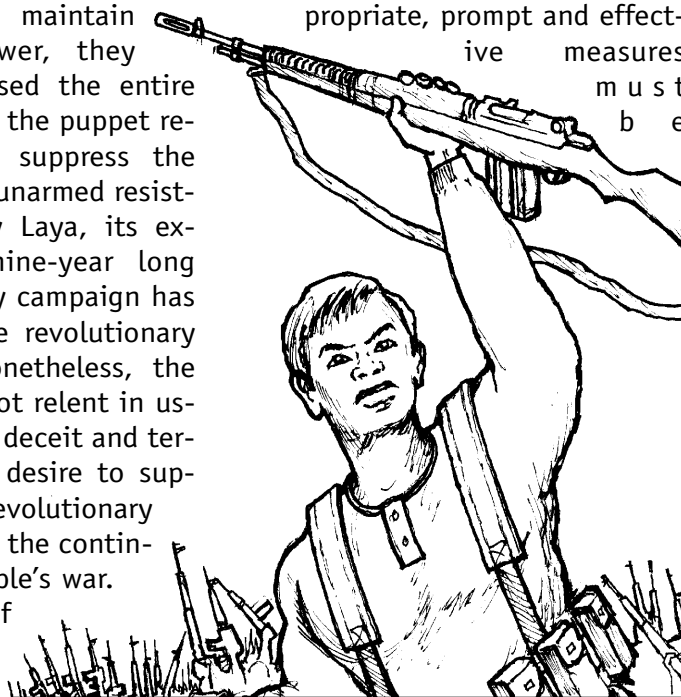 maintain
wer, they
sed the entire
the puppet re-
suppress the
unarmed resist-
y Laya, its ex-
nine-year long
y campaign has
e revolutionary
onetheless, the
ot relent in us-
deceit and ter-
desire to sup-
evolutionary
the contin-
ple's war.
f
propriate, prompt and effect-
ive measures
must
be